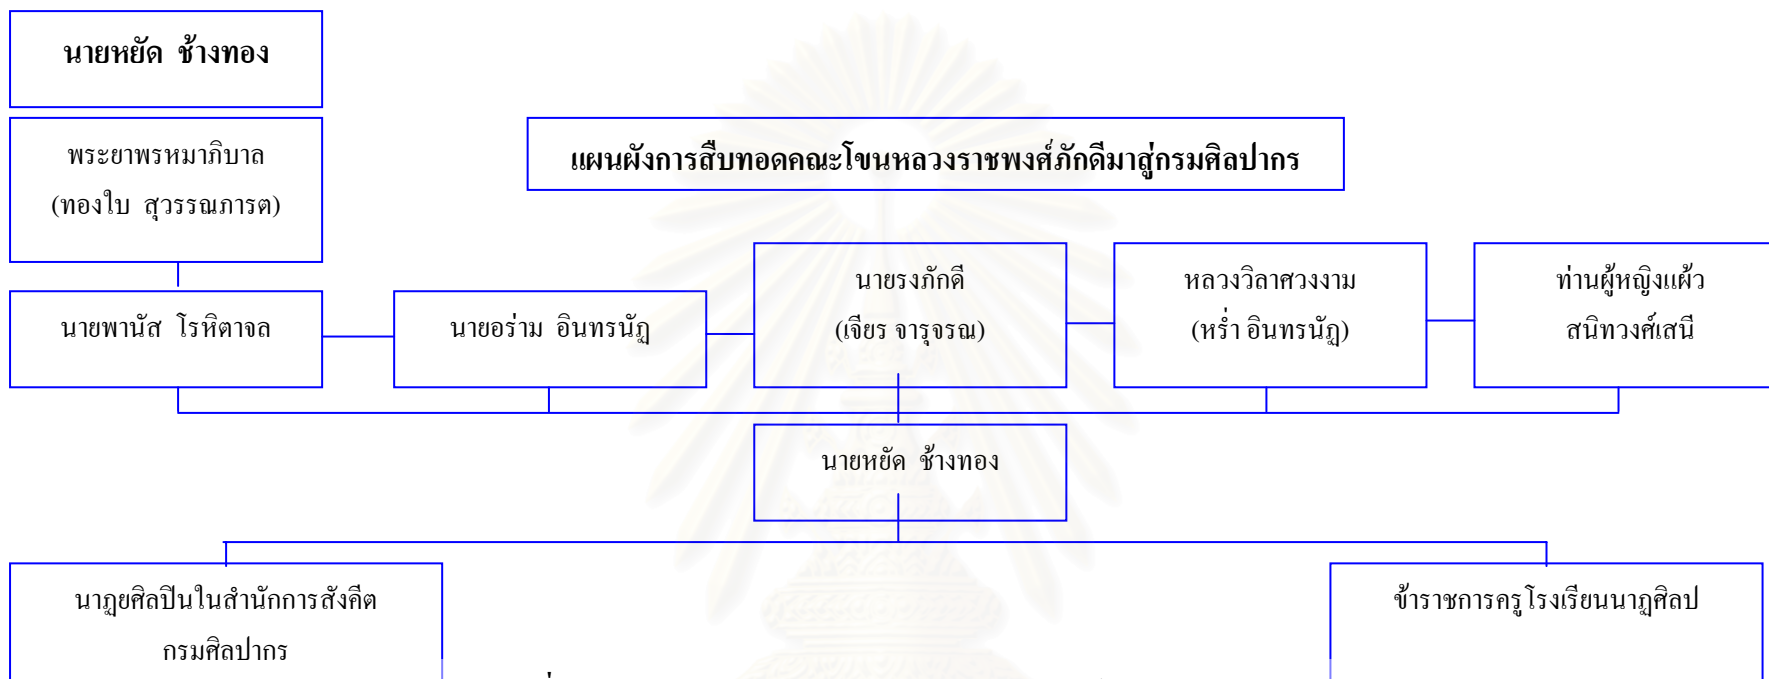 นายหยัด ช้างทอง
พระยาพรหมาภิบาล
(ทองใบ สุวรรณภารต)
แผนผังการสืบทอดคณะโขนหลวงราชพงศ์ภักดีมาสู่กรมศิลปากร
นายพานัส โรหิตาจล
นายอร่าม อินทรนัฏ
นายรงภักดี
(เจียร จารุจรณ)
หลวงวิลาศวงงาม
(หร่ำ อินทรนัฏ)
ท่านผู้หญิงแผ้ว
สนิทวงศ์เสนี
นายหยัด ช้างทอง
นาฏยศิลปินในสำนักการสังคีต
กรมศิลปากร
ข้าราชการครูโรงเรียนนาฏศิลป